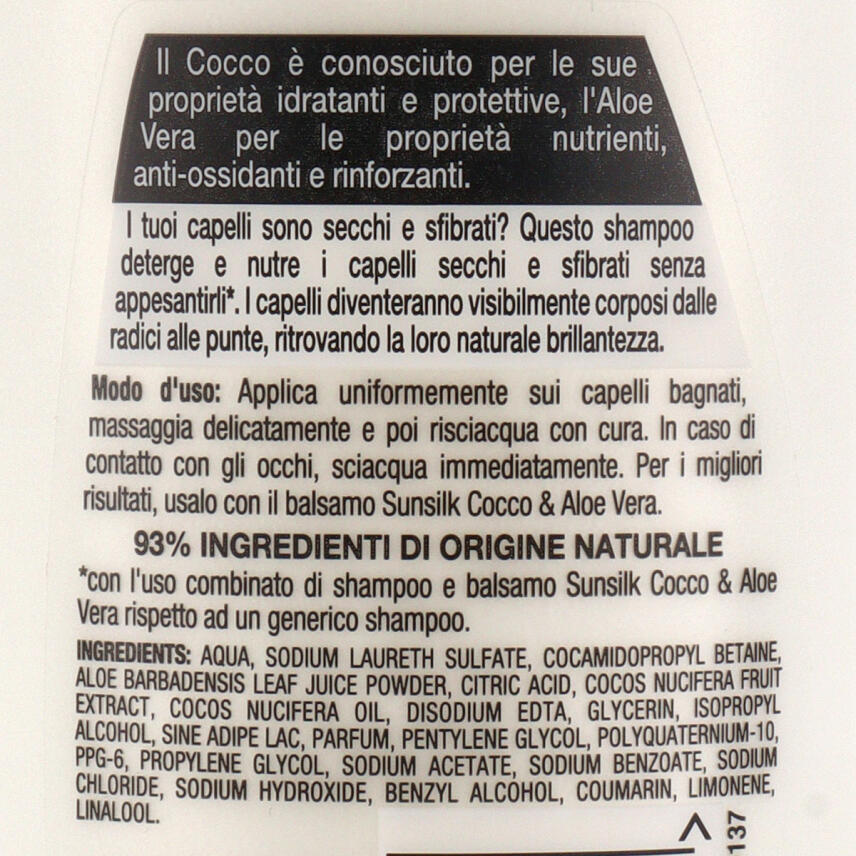 Il Cocco è conosciuto per le sue
proprietà idratanti e protettive, l'Aloe
Vera per le proprietà nutrienti,
anti-ossidanti e rinforzanti.
I tuoi capelli sono secchi e sfibrati? Questo shampoo
deterge e nutre i capelli secchi e sfibrati senza
appesantirli*. I capelli diventeranno visibilmente corposi dalle
radici alle punte, ritrovando la loro naturale brillantezza.
Modo d'uso: Applica uniformemente sui capelli bagnati,
massaggia delicatamente e poi risciacqua con cura. In caso di
contatto con gli occhi, sciacqua immediatamente. Per i migliori
risultati, usalo con il balsamo Sunsilk Cocco & Aloe Vera.
93% INGREDIENTI DI ORIGINE NATURALE
*con l'uso combinato di shampoo e balsamo Sunsilk Cocco & Aloe
Vera rispetto ad un generico shampoo.
INGREDIENTS: AQUA, SODIUM LAURETH SULFATE, COCAMIDOPROPYL BETAINE,
ALOE BARBADENSIS LEAF JUICE POWDER, CITRIC ACID, COCOS NUCIFERA FRUIT
EXTRACT, COCOS NUCIFERA OIL, DISODIUM EDTA, GLYCERIN, ISOPROPYL
ALCOHOL, SINE ADIPE LAC, PARFUM, PENTYLENE GLYCOL, POLYQUATERNIUM-10,
PPG-6, PROPYLENE GLYCOL, SODIUM ACETATE, SODIUM BENZOATE, SODIUM
CHLORIDE, SODIUM HYDROXIDE, BENZYL ALCOHOL, COUMARIN, LIMONENE,
LINALOOL.
137